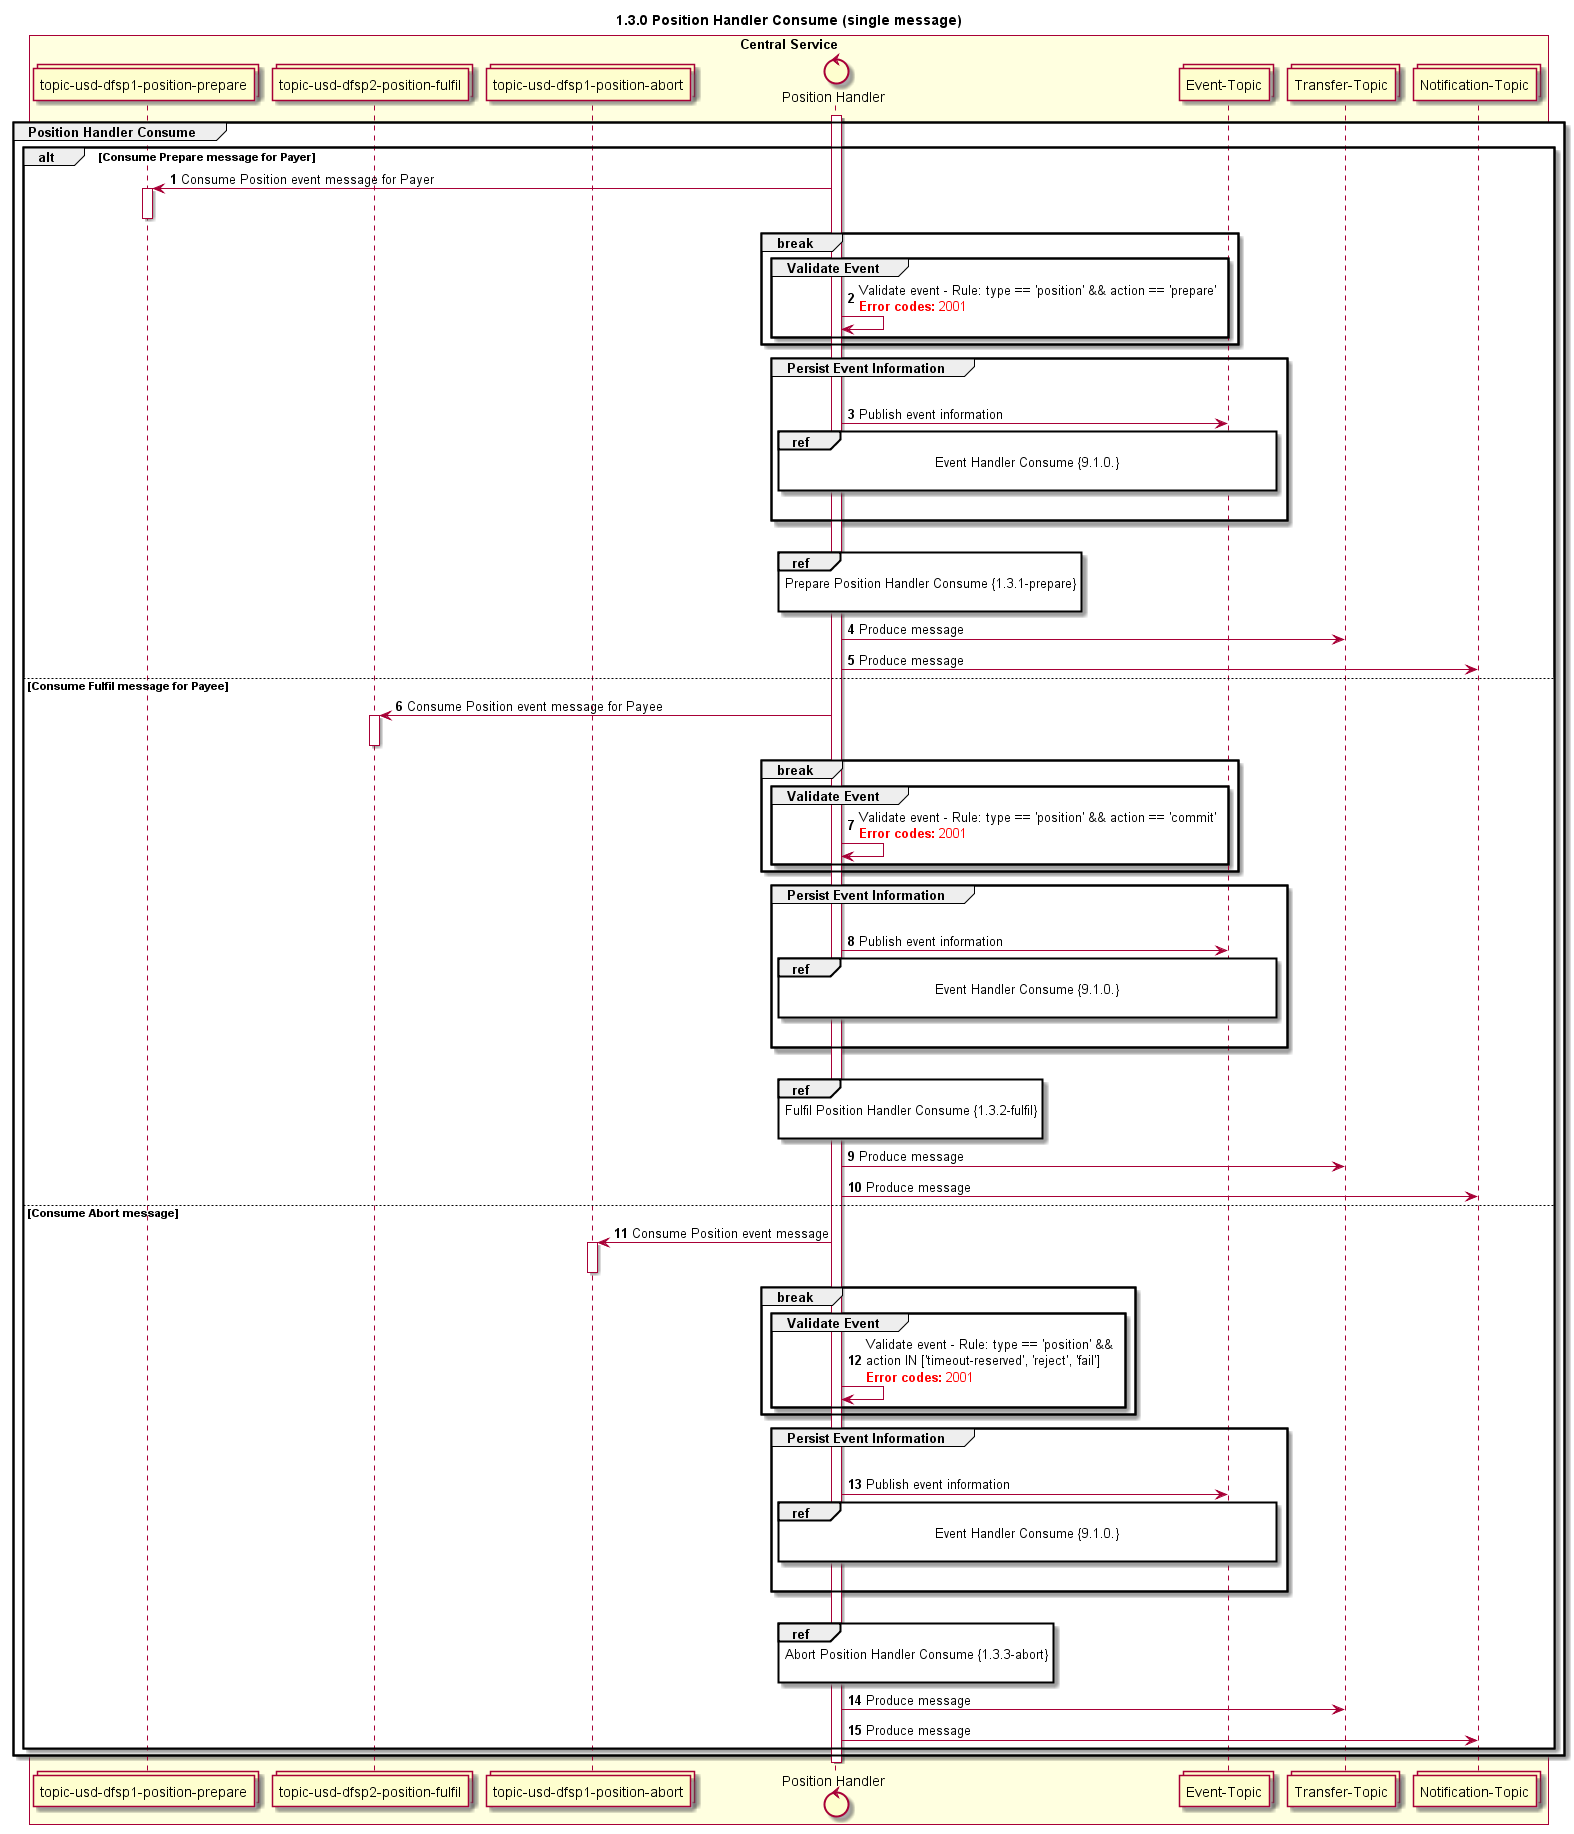 1.3.0 Position Handler Consume (single message)
Central Service
topic-usd-dfsp1-position-prepare
topic-usd-dfsp2-position-fulfil
topic-usd-dfsp1-position-abort
Position Handler
Event-Topic
Transfer-Topic
Notification-Topic
Position Handler Consume
alt [Consume Prepare message for Payer]
1 Consume Position event message for Payer
break
Validate Event
2 Validate event - Rule: type == 'position' && action == 'prepare'
Error codes: 2001
Persist Event Information
3 Publish event information
ref
Event Handler Consume {9.1.0.}
ref
Prepare Position Handler Consume {1.3.1-prepare}
4 Produce message
5 Produce message
[Consume Fulfil message for Payee]
6 Consume Position event message for Payee
break
Validate Event
7 Validate event - Rule: type == 'position' && action == 'commit'
Error codes: 2001
Persist Event Information
8 Publish event information
ref
Event Handler Consume {9.1.0.}
ref
Fulfil Position Handler Consume {1.3.2-fulfil}
9 Produce message
10 Produce message
[Consume Abort message]
11 Consume Position event message
break
Validate Event
Validate event - Rule: type == 'position' &&
12 action IN ['timeout-reserved', 'reject', 'fail']
Error codes: 2001
Persist Event Information
13 Publish event information
ref
Event Handler Consume {9.1.0.}
ref
Abort Position Handler Consume {1.3.3-abort}
14 Produce message
15 Produce message
topic-usd-dfsp1-position-prepare
topic-usd-dfsp2-position-fulfil
topic-usd-dfsp1-position-abort
Position Handler
Event-Topic
Transfer-Topic
Notification-Topic